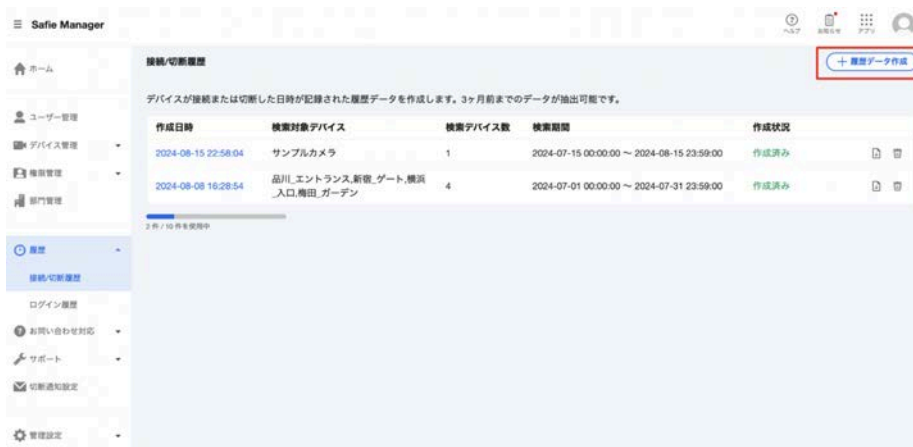 Safie Manager
ヘルプ
お知らせ
アプリ
ホーム
ユーザー管理
デバイス管理
権限管理
部門管理
履歴
接続/切断履歴
ログイン履歴
お問い合わせ対応
サポート
切断通知設定
管理設定
接続/切断履歴
履歴データ作成
デバイスが接続または切断した日時が記録された履歴データを作成します。3ヶ月前までのデータが抽出可能です。
作成日時 検索対象デバイス 検索デバイス数 検索期間 作成状況
2024-08-15 22:58:04 サンプルカメラ 1 2024-07-15 00:00:00 ～ 2024-08-15 23:59:00 作成済み
2024-08-08 16:28:54 品川_エントランス,新宿_ゲート,横浜
_入口,梅田_ガーデン 4 2024-07-01 00:00:00 ～ 2024-07-31 23:59:00 作成済み
2 件 / 10 件を使用中